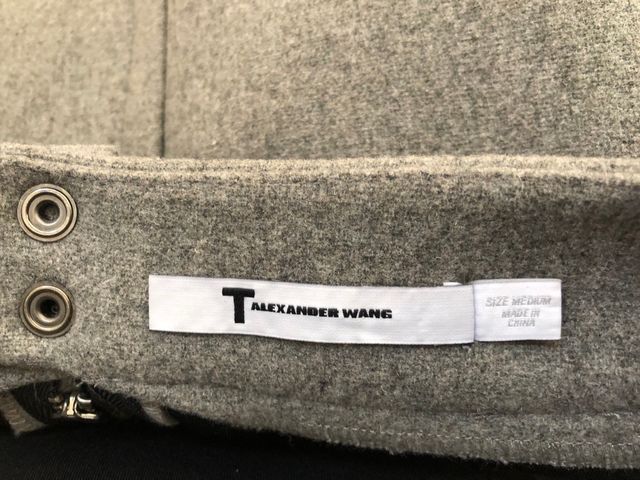 T ALEXANDER WANG
SIZE MEDIUM
MADE IN
CHINA